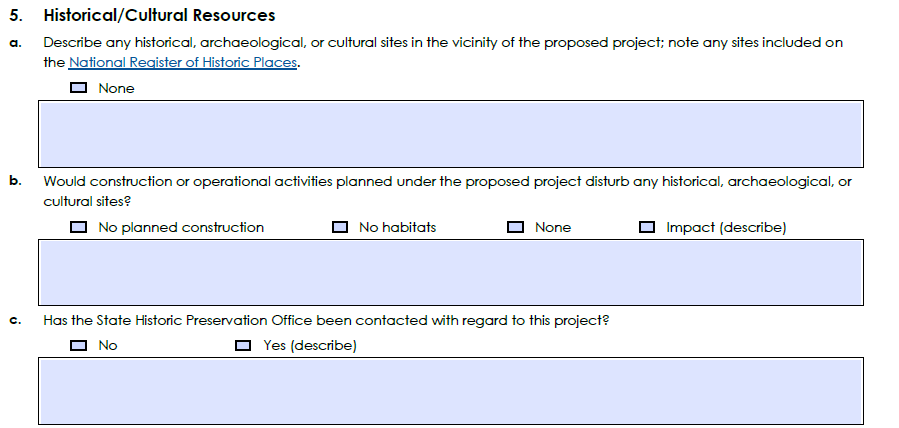 5. Historical/Cultural Resources
a. Describe any historical, archaeological, or cultural sites in the vicinity of the proposed project; note any sites included on
the National Register of Historic Places.
None
b. Would construction or operational activities planned under the proposed project disturb any historical, archaeological, or
cultural sites?
No planned construction No habitats None Impact (describe)
c. Has the State Historic Preservation Office been contacted with regard to this project?
No Yes (describe)